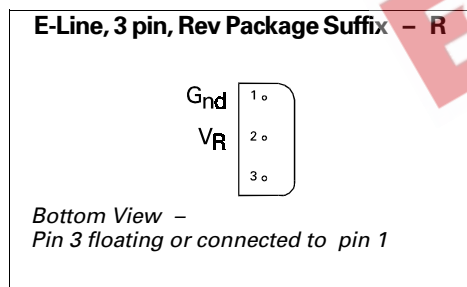 E-Line, 3 pin, Rev Package Suffix – R
Gnd 1
VR 2
3
Bottom View –
Pin 3 floating or connected to pin 1